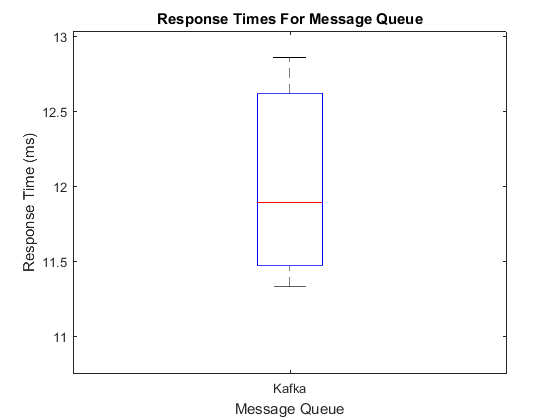 Response Times For Message Queue
13
12.5
12
11.5
11
Response Time (ms)
Kafka
Message Queue